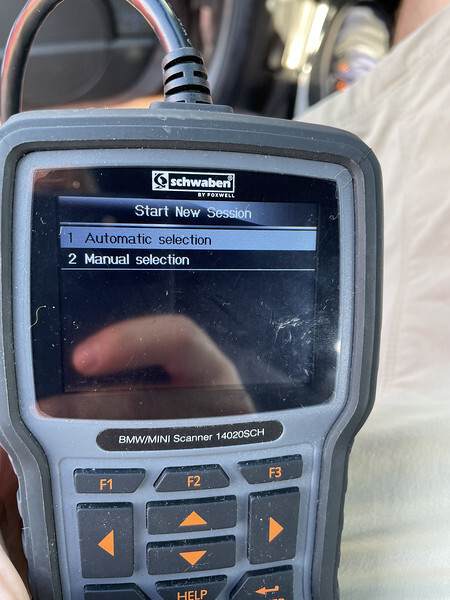 schwaben®
BY FOXWELL
Start New Session
1 Automatic selection
2 Manual selection
BMW/MINI Scanner 14020SCH
F1 F2 F3
HELP